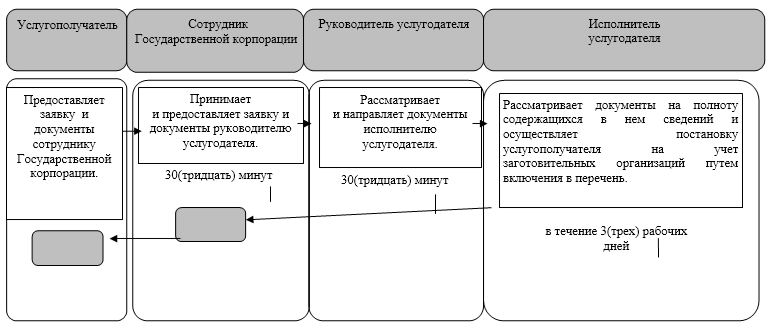 Услугополучатель
Сотрудник
Государственной корпорации
Руководитель услугодателя
Исполнитель
услугодателя
Предоставляет
заявку и
документы
сотруднику
Государственной
корпорации.
Принимает
и предоставляет заявку и
документы руководителю
услугодателя.
30(тридцать) минут
Рассматривает
и направляет документы
исполнителю
услугодателя.
30(тридцать) минут
Рассматривает документы на полноту
содержащихся в нем сведений и
осуществляет постановку
услугополучателя на учет
заготовительных организаций путем
включения в перечень.
в течение 3(трех) рабочих
дней